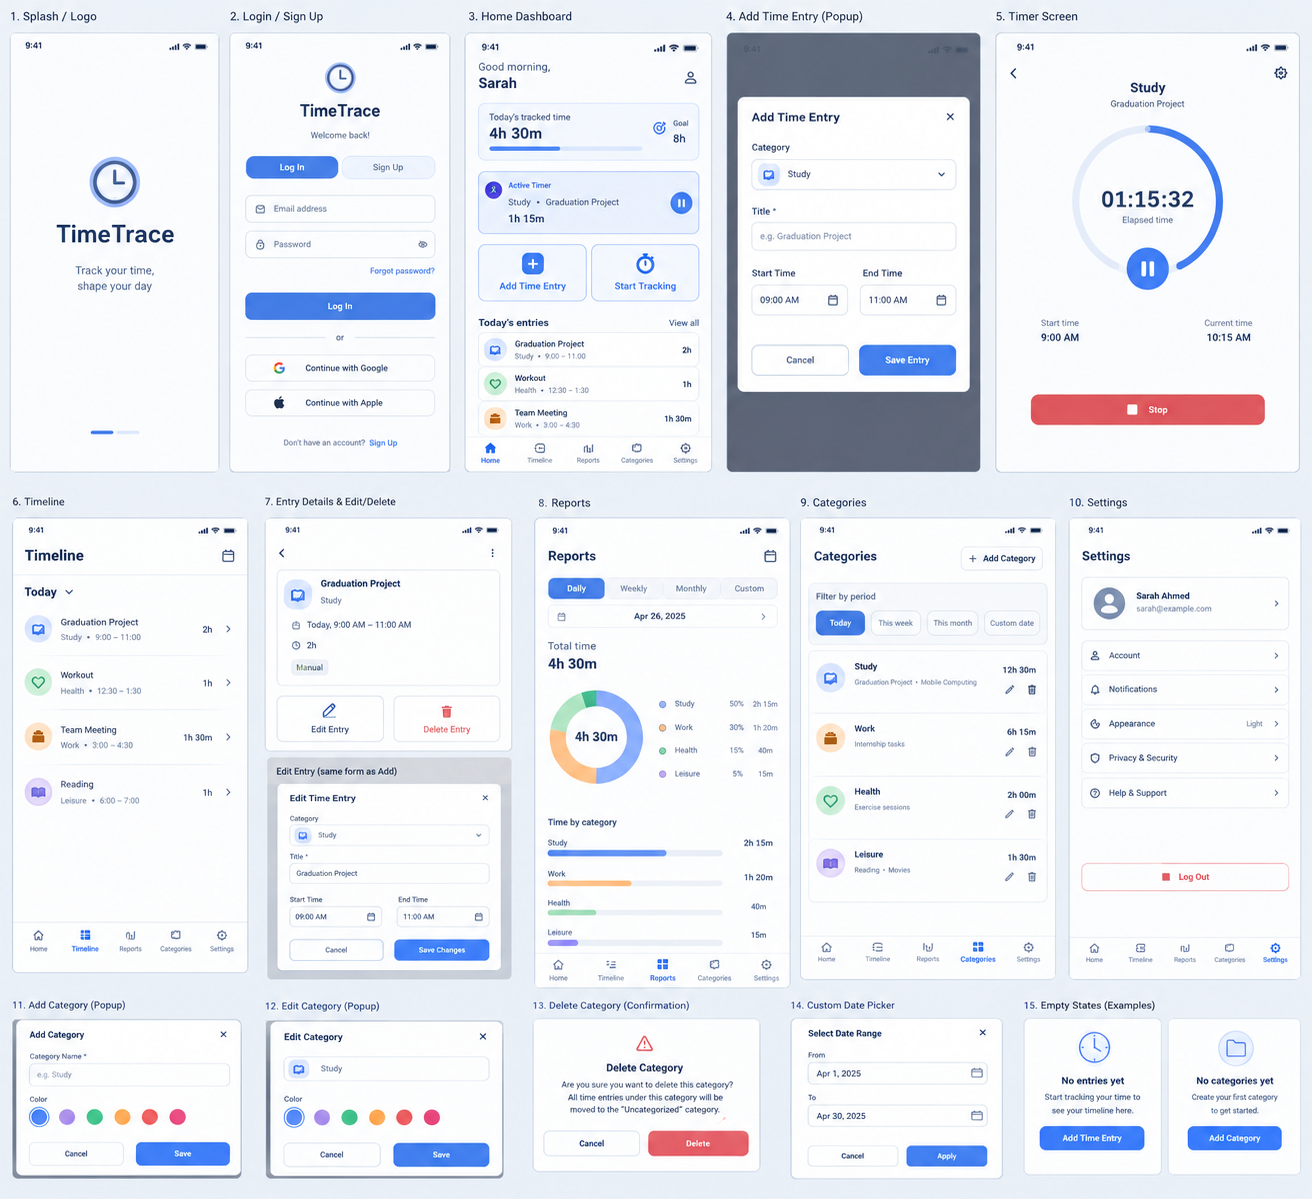 1. Splash / Logo
9:41
TimeTrace
Track your time,
shape your day
2. Login / Sign Up
9:41
TimeTrace
Welcome back!
Log In
Sign Up
Email address
Password
Forgot password?
Log In
or
Continue with Google
Continue with Apple
Don't have an account? Sign Up
3. Home Dashboard
9:41
Good morning,
Sarah
Today's tracked time
4h 30m
Goal
8h
Active Timer
Study • Graduation Project
1h 15m
Add Time Entry
Start Tracking
Today's entries
View all
Graduation Project
Study • 9:00 – 11:00
2h
Workout
Health • 12:30 – 1:30
1h
Team Meeting
Work • 3:00 – 4:30
1h 30m
Home
Timeline
Reports
Categories
Settings
4. Add Time Entry (Popup)
9:41
Add Time Entry
Category
Study
Title *
e.g. Graduation Project
Start Time
End Time
09:00 AM
11:00 AM
Cancel
Save Entry
5. Timer Screen
9:41
Study
Graduation Project
01:15:32
Elapsed time
Start time
9:00 AM
Current time
10:15 AM
Stop
6. Timeline
9:41
Timeline
Today
Graduation Project
Study • 9:00 – 11:00
2h
Workout
Health • 12:30 – 1:30
1h
Team Meeting
Work • 3:00 – 4:30
1h 30m
Reading
Leisure • 6:00 – 7:00
1h
Home
Timeline
Reports
Categories
Settings
7. Entry Details & Edit/Delete
9:41
Graduation Project
Study
Today, 9:00 AM – 11:00 AM
2h
Manual
Edit Entry
Delete Entry
Edit Entry (same form as Add)
Edit Time Entry
Category
Study
Title *
Graduation Project
Start Time
End Time
09:00 AM
11:00 AM
Cancel
Save Changes
8. Reports
9:41
Reports
Daily
Weekly
Monthly
Custom
Apr 26, 2025
Total time
4h 30m
4h 30m
Study 50% 2h 15m
Work 30% 1h 20m
Health 15% 40m
Leisure 5% 15m
Time by category
Study
2h 15m
Work
1h 20m
Health
40m
Leisure
15m
Home
Timeline
Reports
Categories
Settings
9. Categories
9:41
Categories
+ Add Category
Filter by period
Today
This week
This month
Custom date
Study
Graduation Project • Mobile Computing
12h 30m
Work
Internship tasks
6h 15m
Health
Exercise sessions
2h 00m
Leisure
Reading • Movies
1h 30m
Home
Timeline
Reports
Categories
Settings
10. Settings
9:41
Settings
Sarah Ahmed
sarah@example.com
Account
Notifications
Appearance
Light
Privacy & Security
Help & Support
Log Out
Home
Timeline
Reports
Categories
Settings
11. Add Category (Popup)
Add Category
Category Name *
e.g. Study
Color
Cancel
Save
12. Edit Category (Popup)
Edit Category
Study
Color
Cancel
Save
13. Delete Category (Confirmation)
Delete Category
Are you sure you want to delete this category?
All time entries under this category will be
moved to the "Uncategorized" category.
Cancel
Delete
14. Custom Date Picker
Select Date Range
From
Apr 1, 2025
To
Apr 30, 2025
Cancel
Apply
15. Empty States (Examples)
No entries yet
Start tracking your time to
see your timeline here.
Add Time Entry
No categories yet
Create your first category
to get started.
Add Category